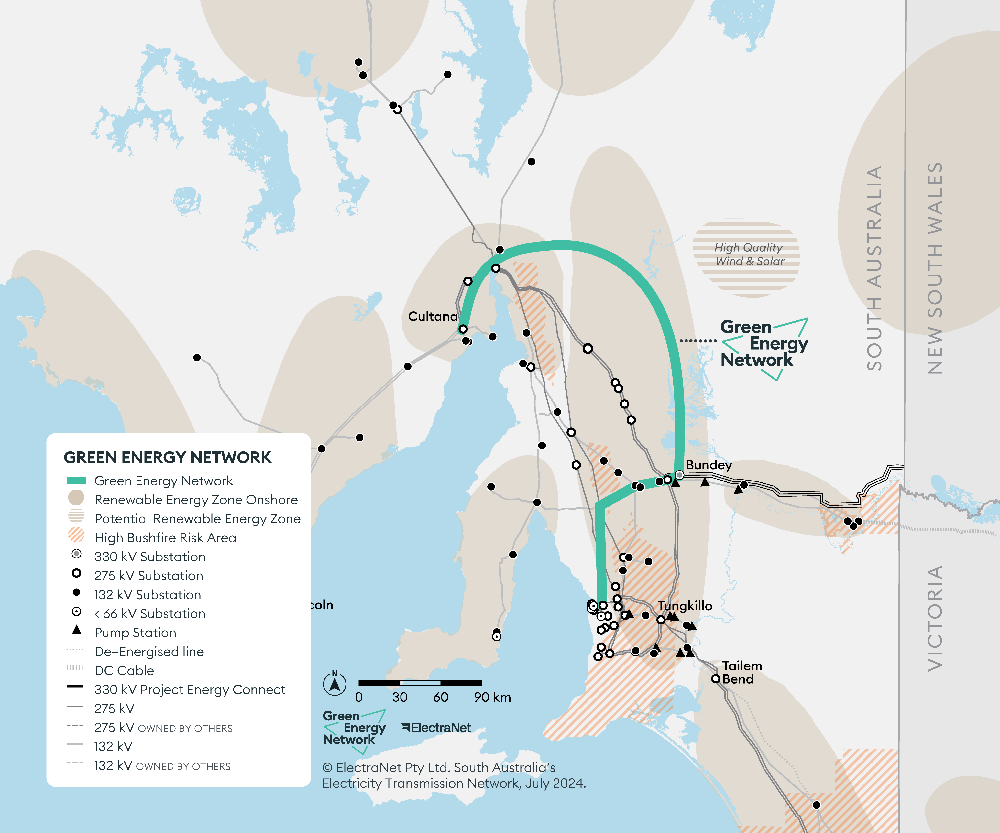 High Quality
Wind & Solar
SOUTH AUSTRALIA
NEW SOUTH WALES
Cultana
Green
Energy
Network
GREEN ENERGY NETWORK
Green Energy Network
Renewable Energy Zone Onshore
Potential Renewable Energy Zone
High Bushfire Risk Area
330 kV Substation
275 kV Substation
132 kV Substation
< 66 kV Substation
Pump Station
De-Energised line
DC Cable
330 kV Project Energy Connect
275 kV
275 kV OWNED BY OTHERS
132 kV
132 kV OWNED BY OTHERS
Bundey
coln
Tungkillo
VICTORIA
Tailem
Bend
N
0 30 60 90 km
Green
Energy
Network
ElectraNet
© ElectraNet Pty Ltd. South Australia’s
Electricity Transmission Network, July 2024.